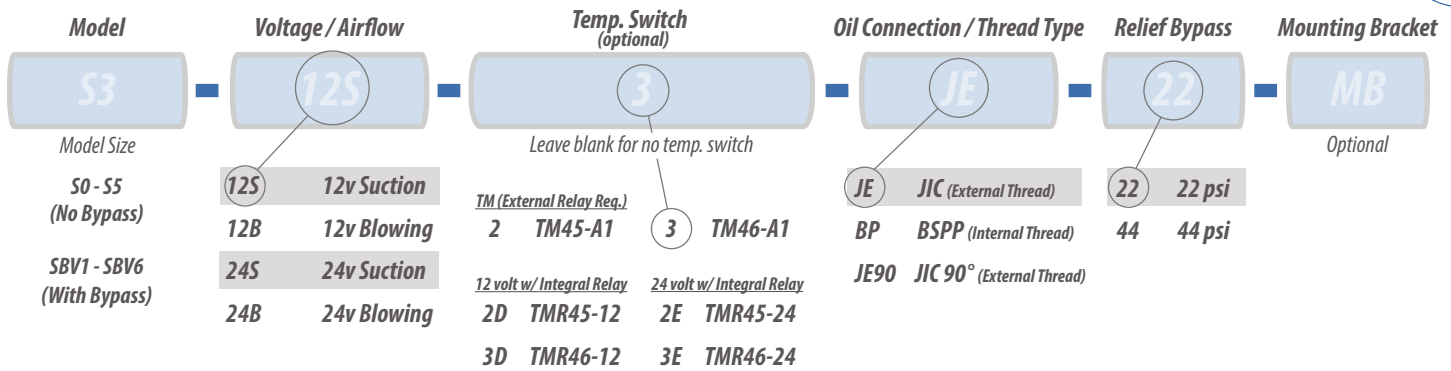 Model Voltage / Airflow Temp. Switch (optional) Oil Connection / Thread Type Relief Bypass Mounting Bracket
S3 - 12S - 3 - JE - 22 - MB
Model Size Leave blank for no temp. switch Optional
S0 - S5
(No Bypass)
SBV1 - SBV6
(With Bypass)
12S 12v Suction
12B 12v Blowing
24S 24v Suction
24B 24v Blowing
TM (External Relay Req.)
2 TM45-A1 3 TM46-A1
12 volt w/ Integral Relay 24 volt w/ Integral Relay
2D TMR45-12 2E TMR45-24
3D TMR46-12 3E TMR46-24
JE JIC (External Thread)
BP BSPP (Internal Thread)
JE90 JIC 90° (External Thread)
22 22 psi
44 44 psi